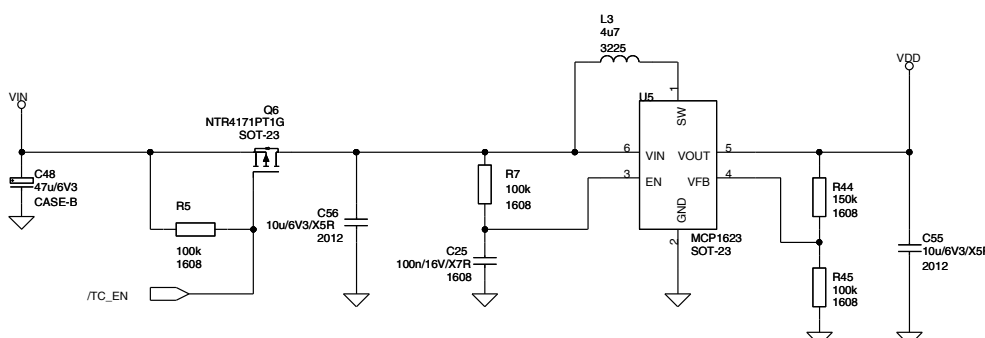 L3
4u7
3225
VDD
VIN
Q6
NTR4171PT1G
SOT-23
1
U5
SW
6
VIN
VOUT
5
3
EN
VFB
4
GND
2
MCP1623
SOT-23
C48
47u/6V3
CASE-B
R5
100k
1608
/TC_EN
C56
10u/6V3/X5R
2012
R7
100k
1608
C25
100n/16V/X7R
1608
R44
150k
1608
R45
100k
1608
C55
10u/6V3/X5R
2012